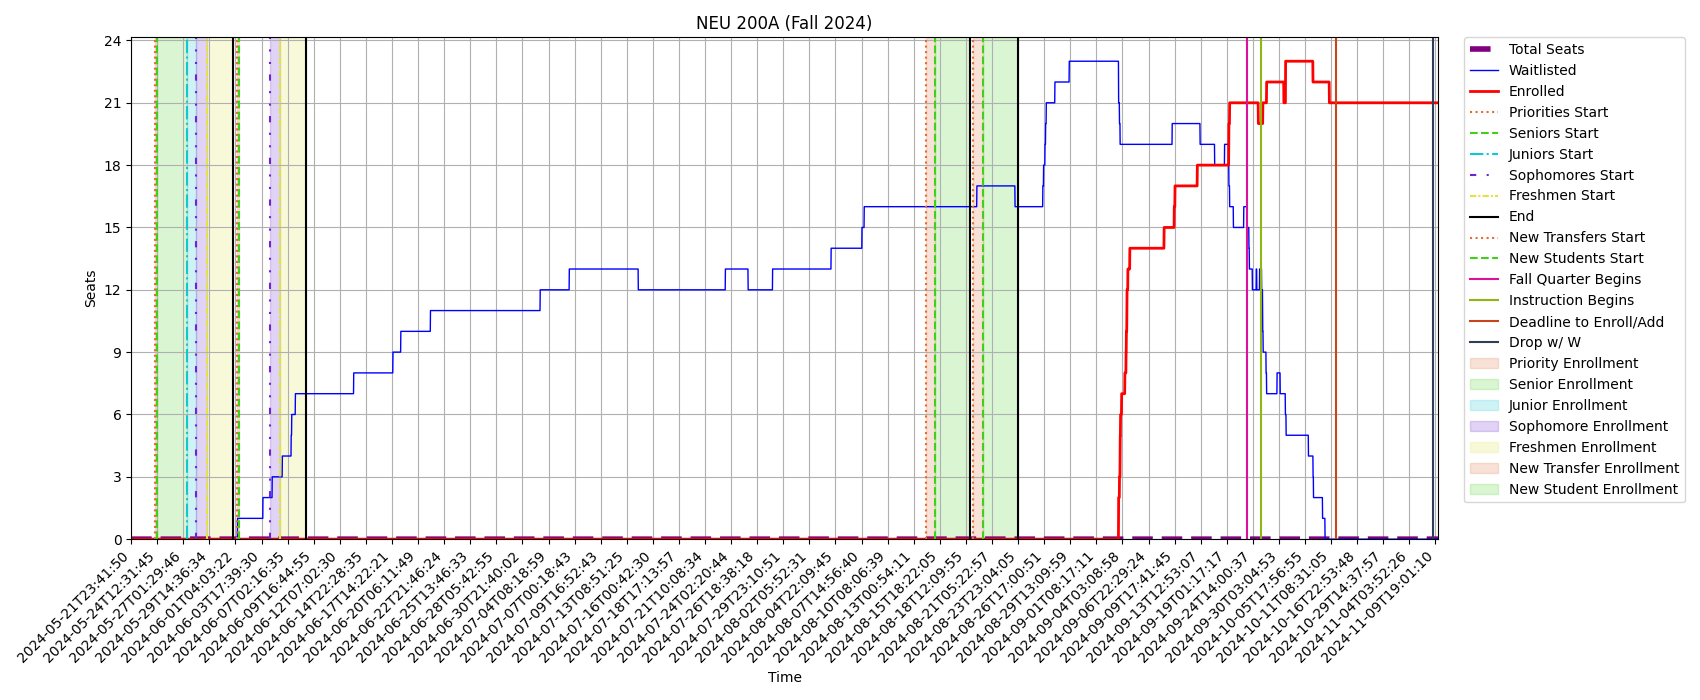 NEU 200A (Fall 2024)
Seats
24
21
18
15
12
9
6
3
0
2024-05-21T23:41:50
2024-05-24T12:31:45
2024-05-27T01:29:46
2024-05-29T14:36:34
2024-06-01T04:03:22
2024-06-03T17:39:30
2024-06-07T02:16:35
2024-06-09T16:44:55
2024-06-12T07:02:30
2024-06-14T22:28:35
2024-06-17T14:22:21
2024-06-20T06:11:49
2024-06-22T21:46:24
2024-06-25T13:46:33
2024-06-28T05:42:55
2024-06-30T21:40:02
2024-07-04T08:18:59
2024-07-07T00:18:43
2024-07-09T16:52:43
2024-07-13T08:51:25
2024-07-16T00:42:30
2024-07-18T17:13:57
2024-07-21T10:08:34
2024-07-24T02:20:44
2024-07-26T18:38:18
2024-07-29T23:10:51
2024-08-02T05:52:31
2024-08-04T22:09:45
2024-08-07T14:56:40
2024-08-10T08:06:39
2024-08-13T00:54:11
2024-08-15T18:22:05
2024-08-18T12:09:55
2024-08-21T05:22:57
2024-08-23T23:04:05
2024-08-26T17:00:51
2024-08-29T13:09:59
2024-09-01T08:17:11
2024-09-04T03:08:58
2024-09-06T22:29:24
2024-09-09T17:41:45
2024-09-13T12:53:07
2024-09-19T01:17:17
2024-09-24T14:00:37
2024-09-30T03:04:53
2024-10-05T17:56:55
2024-10-11T08:31:05
2024-10-16T22:53:48
2024-10-29T14:37:57
2024-11-04T03:52:26
2024-11-09T19:01:10
Time
Total Seats
Waitlisted
Enrolled
Priorities Start
Seniors Start
Juniors Start
Sophomores Start
Freshmen Start
End
New Transfers Start
New Students Start
Fall Quarter Begins
Instruction Begins
Deadline to Enroll/Add
Drop w/ W
Priority Enrollment
Senior Enrollment
Junior Enrollment
Sophomore Enrollment
Freshmen Enrollment
New Transfer Enrollment
New Student Enrollment